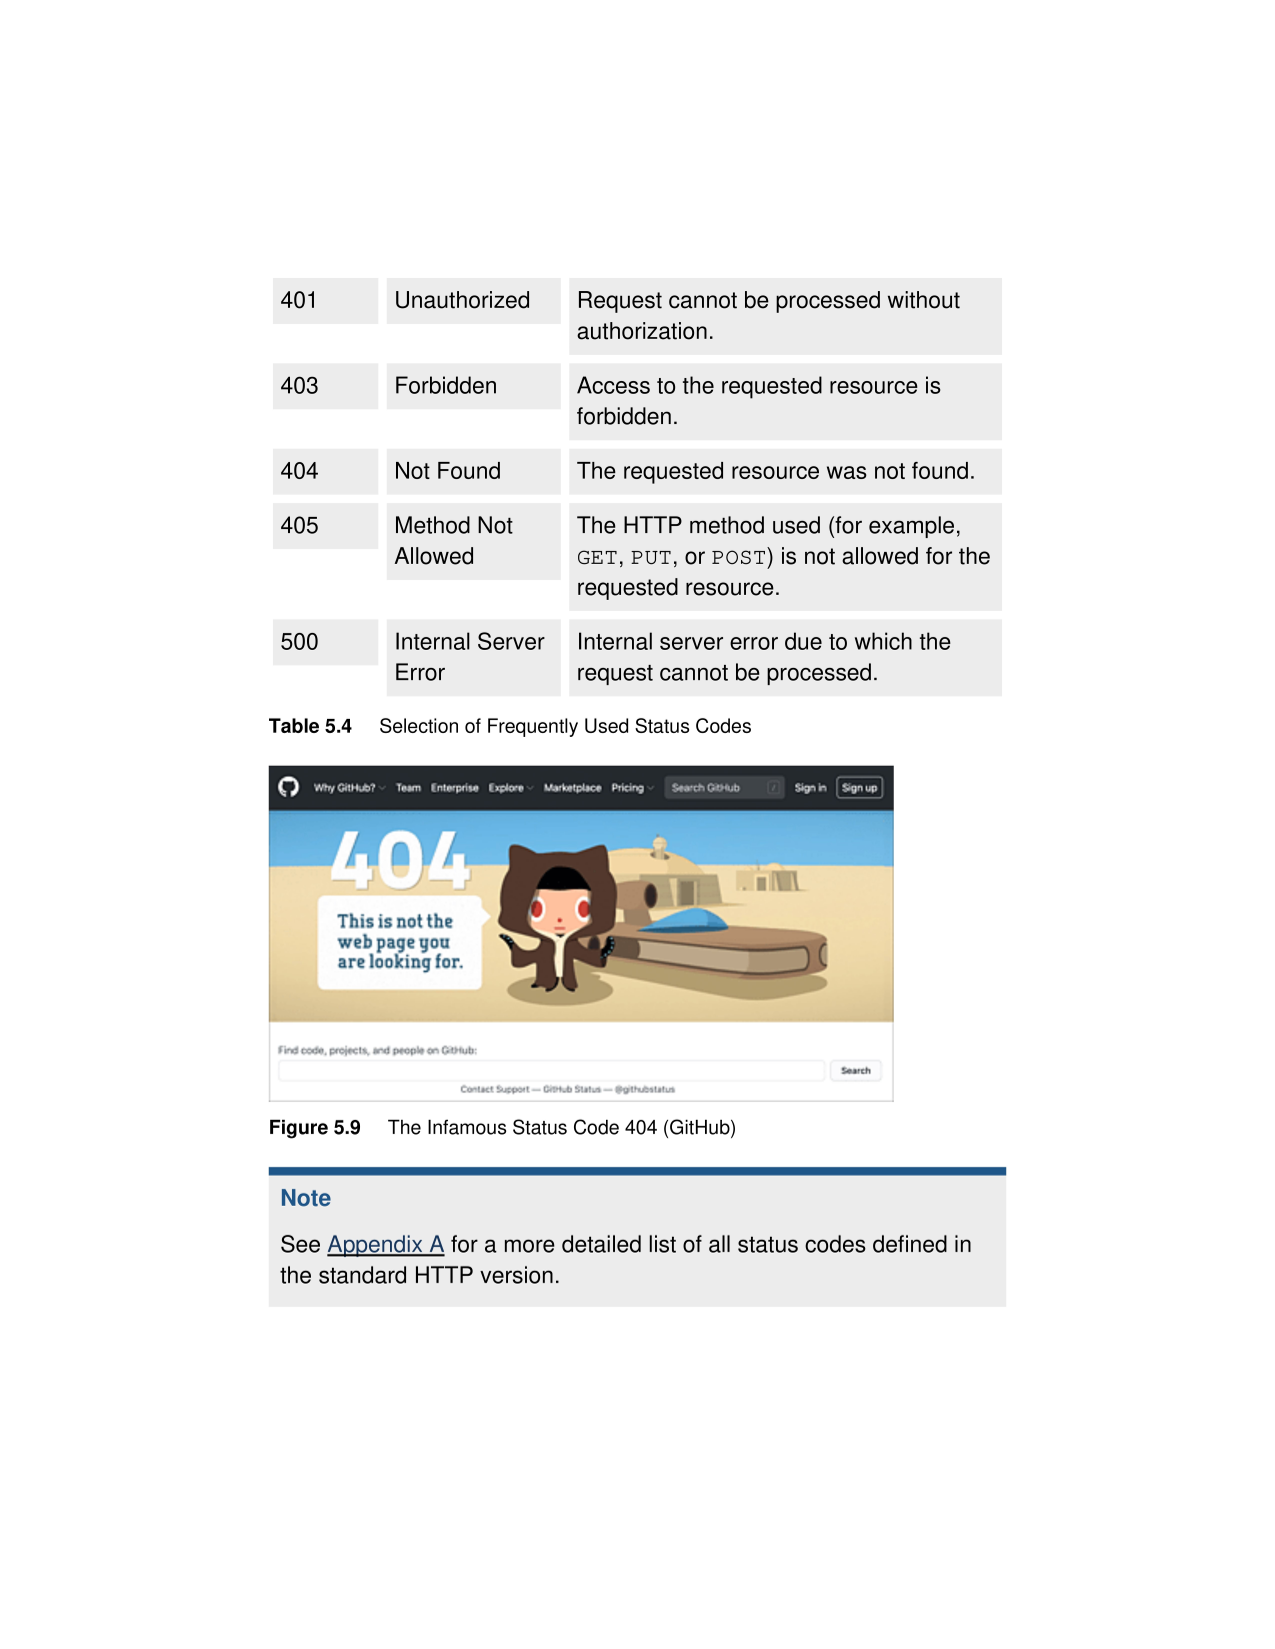 401 Unauthorized Request cannot be processed without
authorization.
403 Forbidden Access to the requested resource is
forbidden.
404 Not Found The requested resource was not found.
405 Method Not The HTTP method used (for example,
Allowed GET, PUT, or POST) is not allowed for the
requested resource.
500 Internal Server Internal server error due to which the
Error request cannot be processed.
Table 5.4 Selection of Frequently Used Status Codes
Why GitHub? Team Enterprise Explore Marketplace Pricing Search GitHub / Sign in Sign up
404
This is not the
web page you
are looking for.
Find code, projects, and people on GitHub:
Search
Contact Support — GitHub Status — @githubstatus
Figure 5.9 The Infamous Status Code 404 (GitHub)
Note
See Appendix A for a more detailed list of all status codes defined in
the standard HTTP version.